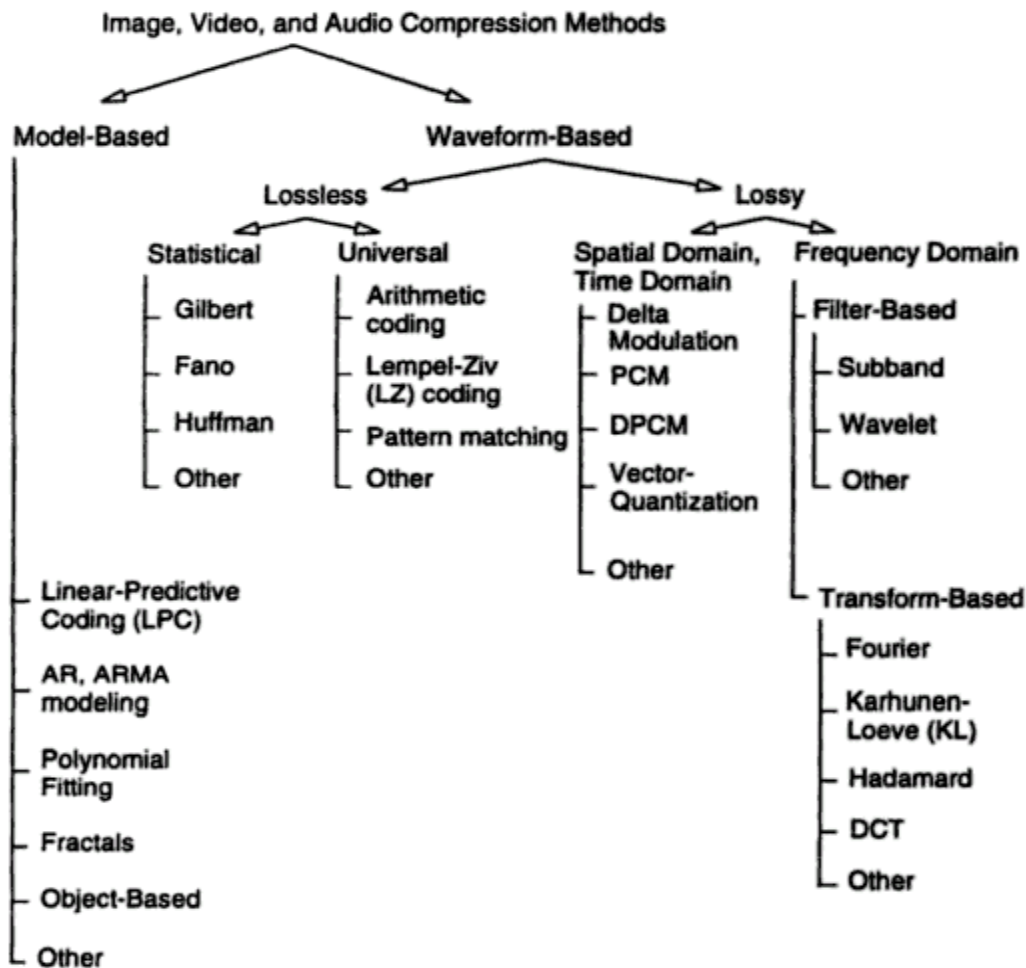 Image, Video, and Audio Compression Methods
Model-Based
Waveform-Based
Lossless
Lossy
Statistical
Universal
Spatial Domain,
Time Domain
Frequency Domain
Gilbert
Fano
Huffman
Other
Arithmetic
coding
Lempel-Ziv
(LZ) coding
Pattern matching
Other
Delta
Modulation
PCM
DPCM
Vector-
Quantization
Other
Filter-Based
Subband
Wavelet
Other
Transform-Based
Fourier
Karhunen-
Loeve (KL)
Hadamard
DCT
Other
Linear-Predictive
Coding (LPC)
AR, ARMA
modeling
Polynomial
Fitting
Fractals
Object-Based
Other